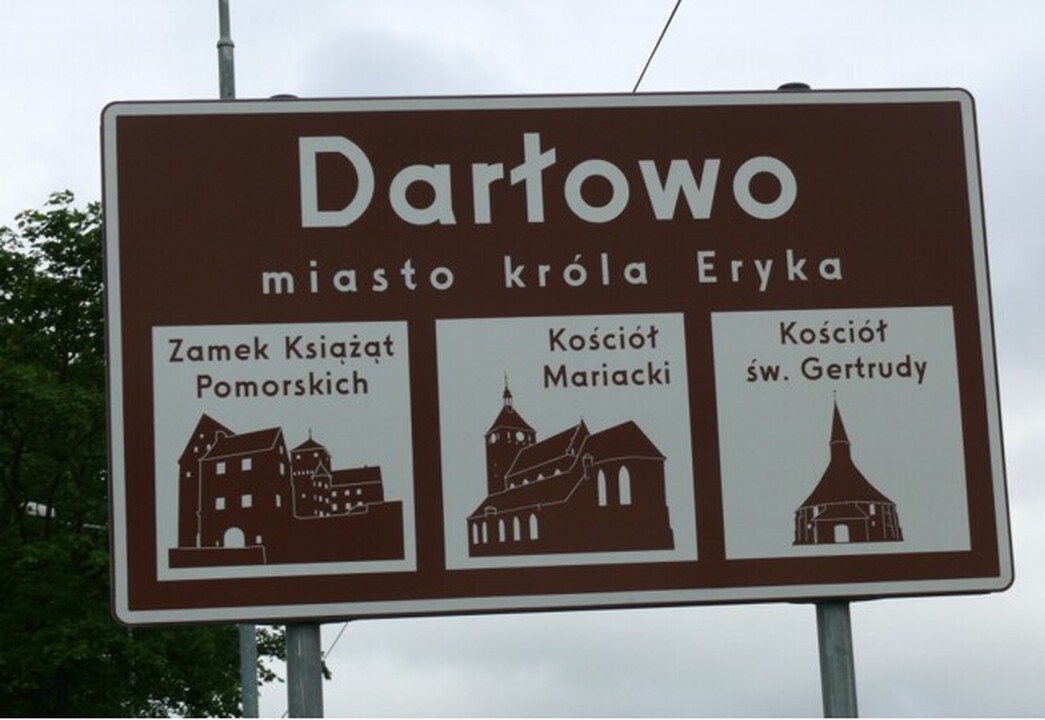 Darłowo
miasto króla Eryka
Zamek Książąt
Pomorskich
Kościół
Mariacki
Kościół
św. Gertrudy